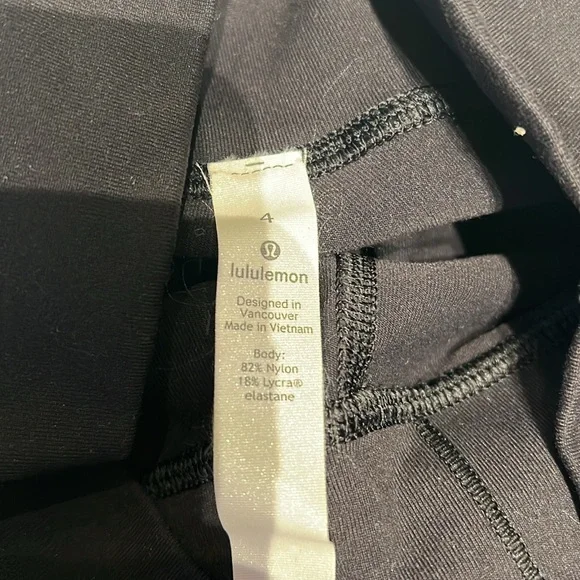 4
lululemon
Designed in
Vancouver
Made in Vietnam
Body:
82% Nylon
18% Lycra®
elastane